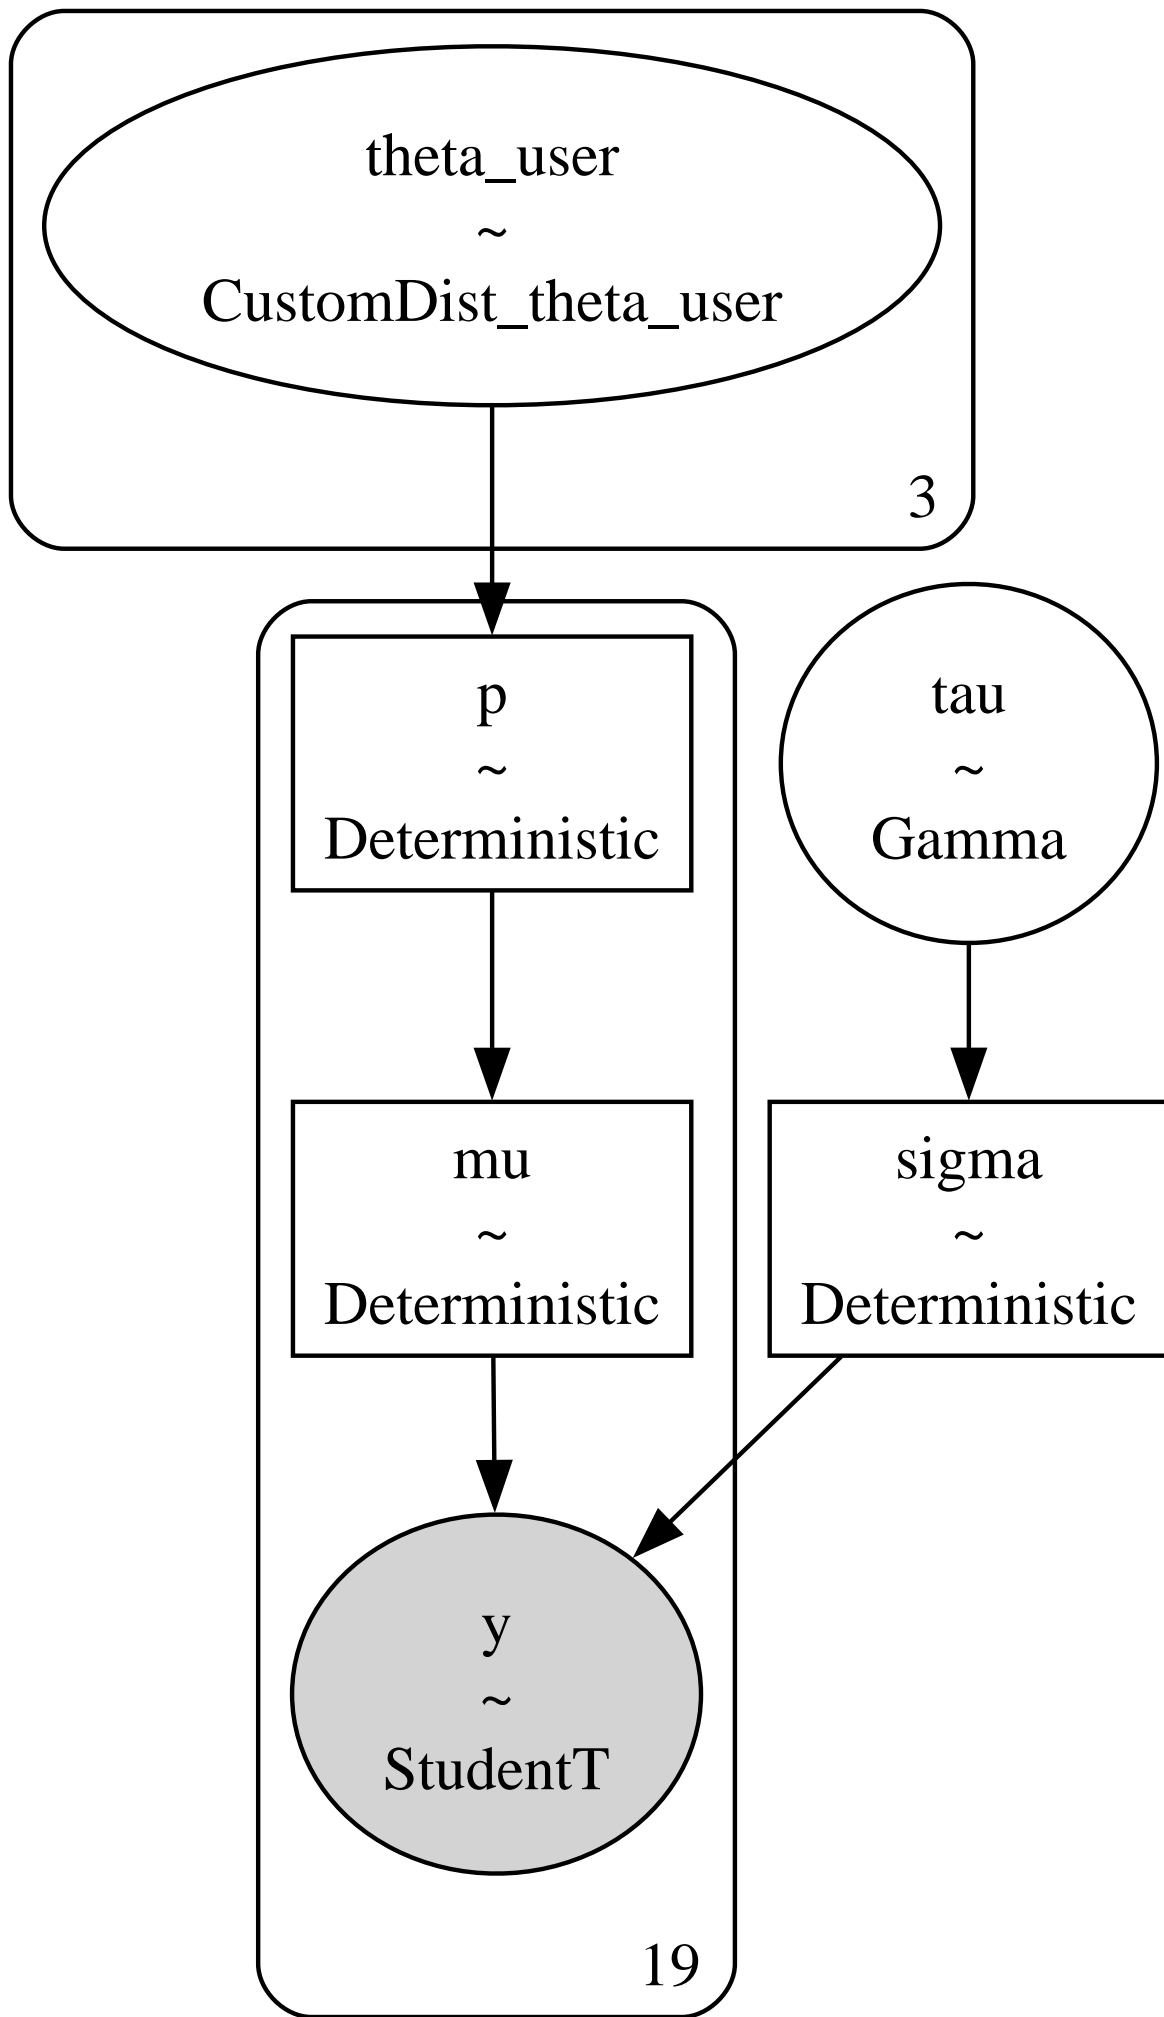 theta_user
~
CustomDist_theta_user
3
p
~
Deterministic
tau
~
Gamma
mu
~
Deterministic
sigma
~
Deterministic
y
~
StudentT
19